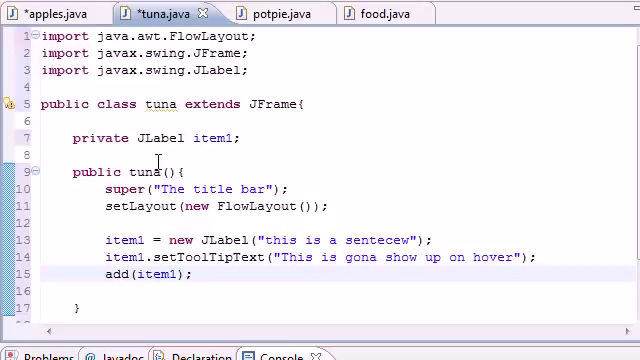 *apples.java *tuna.java potpie.java food.java
1 import java.awt.FlowLayout;
2 import javax.swing.JFrame;
3 import javax.swing.JLabel;
4
5 public class tuna extends JFrame{
6
7 private JLabel item1;
8
9 public tuna(){
10 super("The title bar");
11 setLayout(new FlowLayout());
12
13 item1 = new JLabel("this is a sentecew");
14 item1.setToolTipText("This is gona show up on hover");
15 add(item1);
16
17 }
Problems @ Javadoc Declaration Console